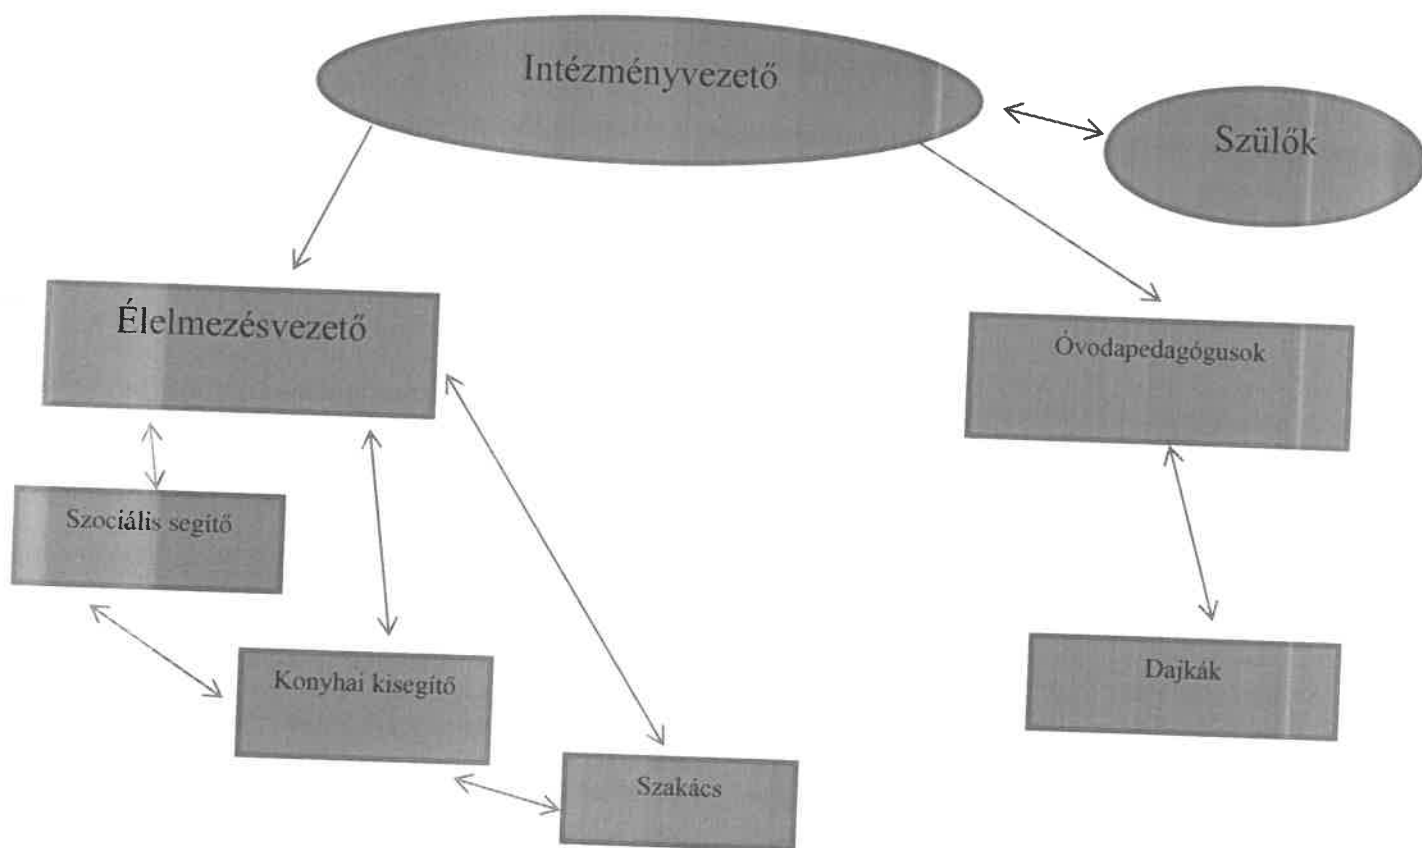 Intézményvezető
Szülők
Élelmezésvezető
Óvodapedagógusok
Szociális segítő
Konyhai kisegítő
Dajkák
Szakács